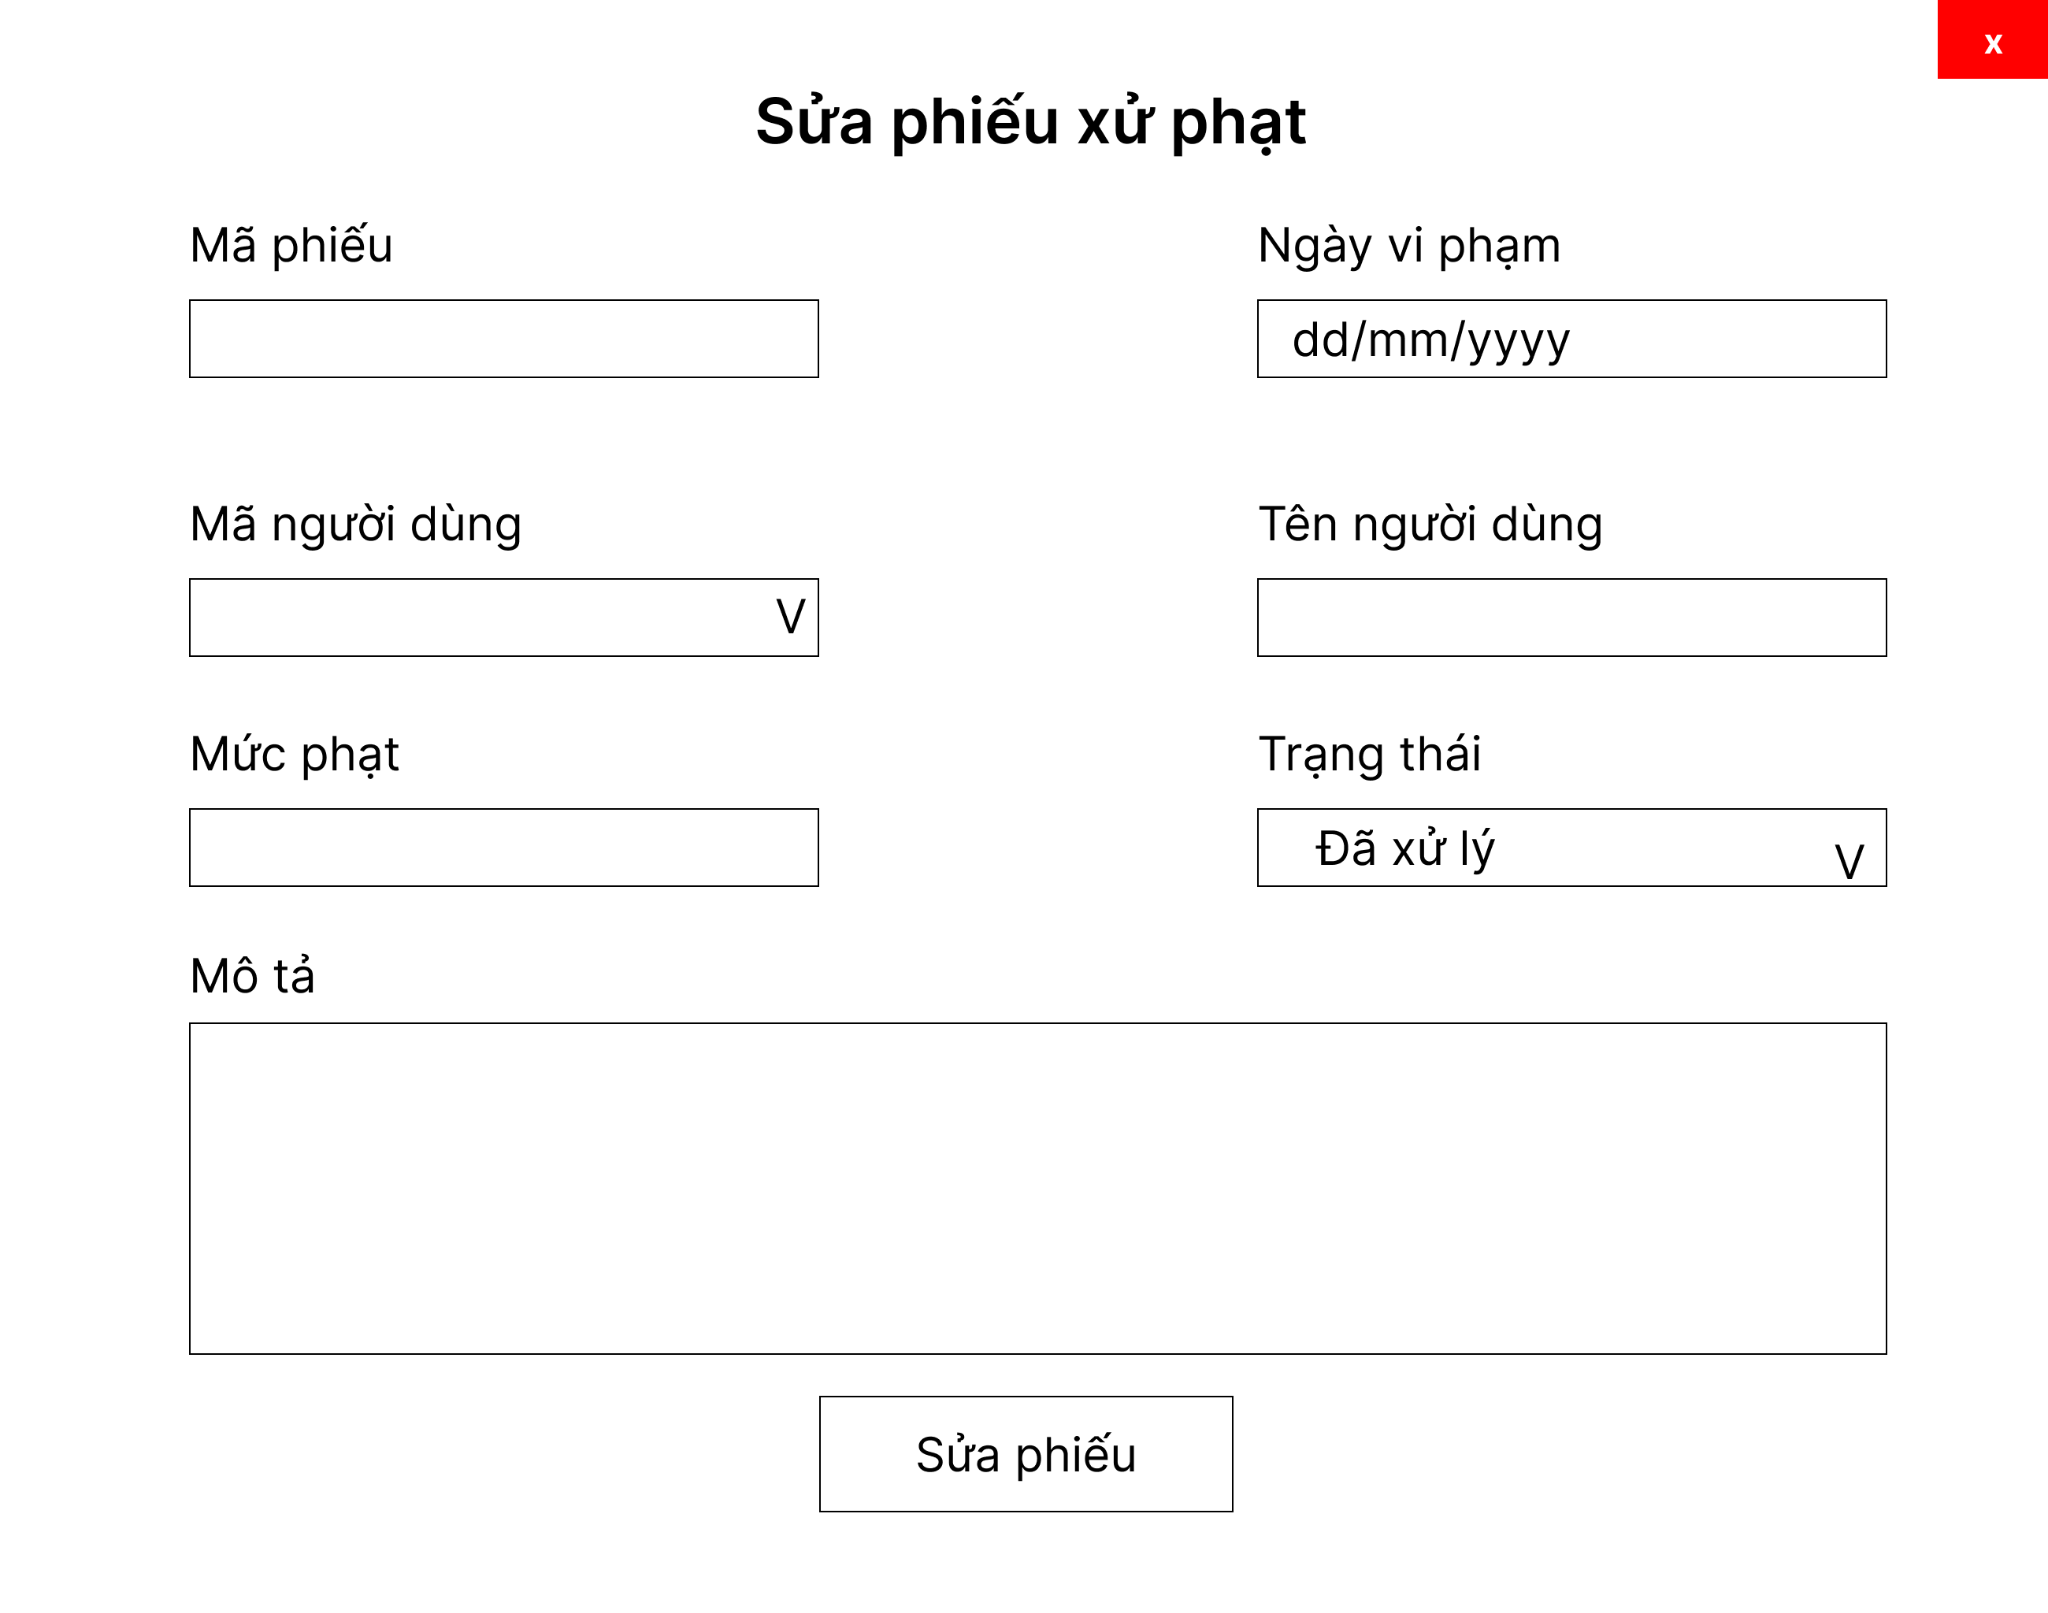 x
Sửa phiếu xử phạt
Mã phiếu
Ngày vi phạm
dd/mm/yyyy
Mã người dùng
Tên người dùng
V
Mức phạt
Trạng thái
Đã xử lý
V
Mô tả
Sửa phiếu